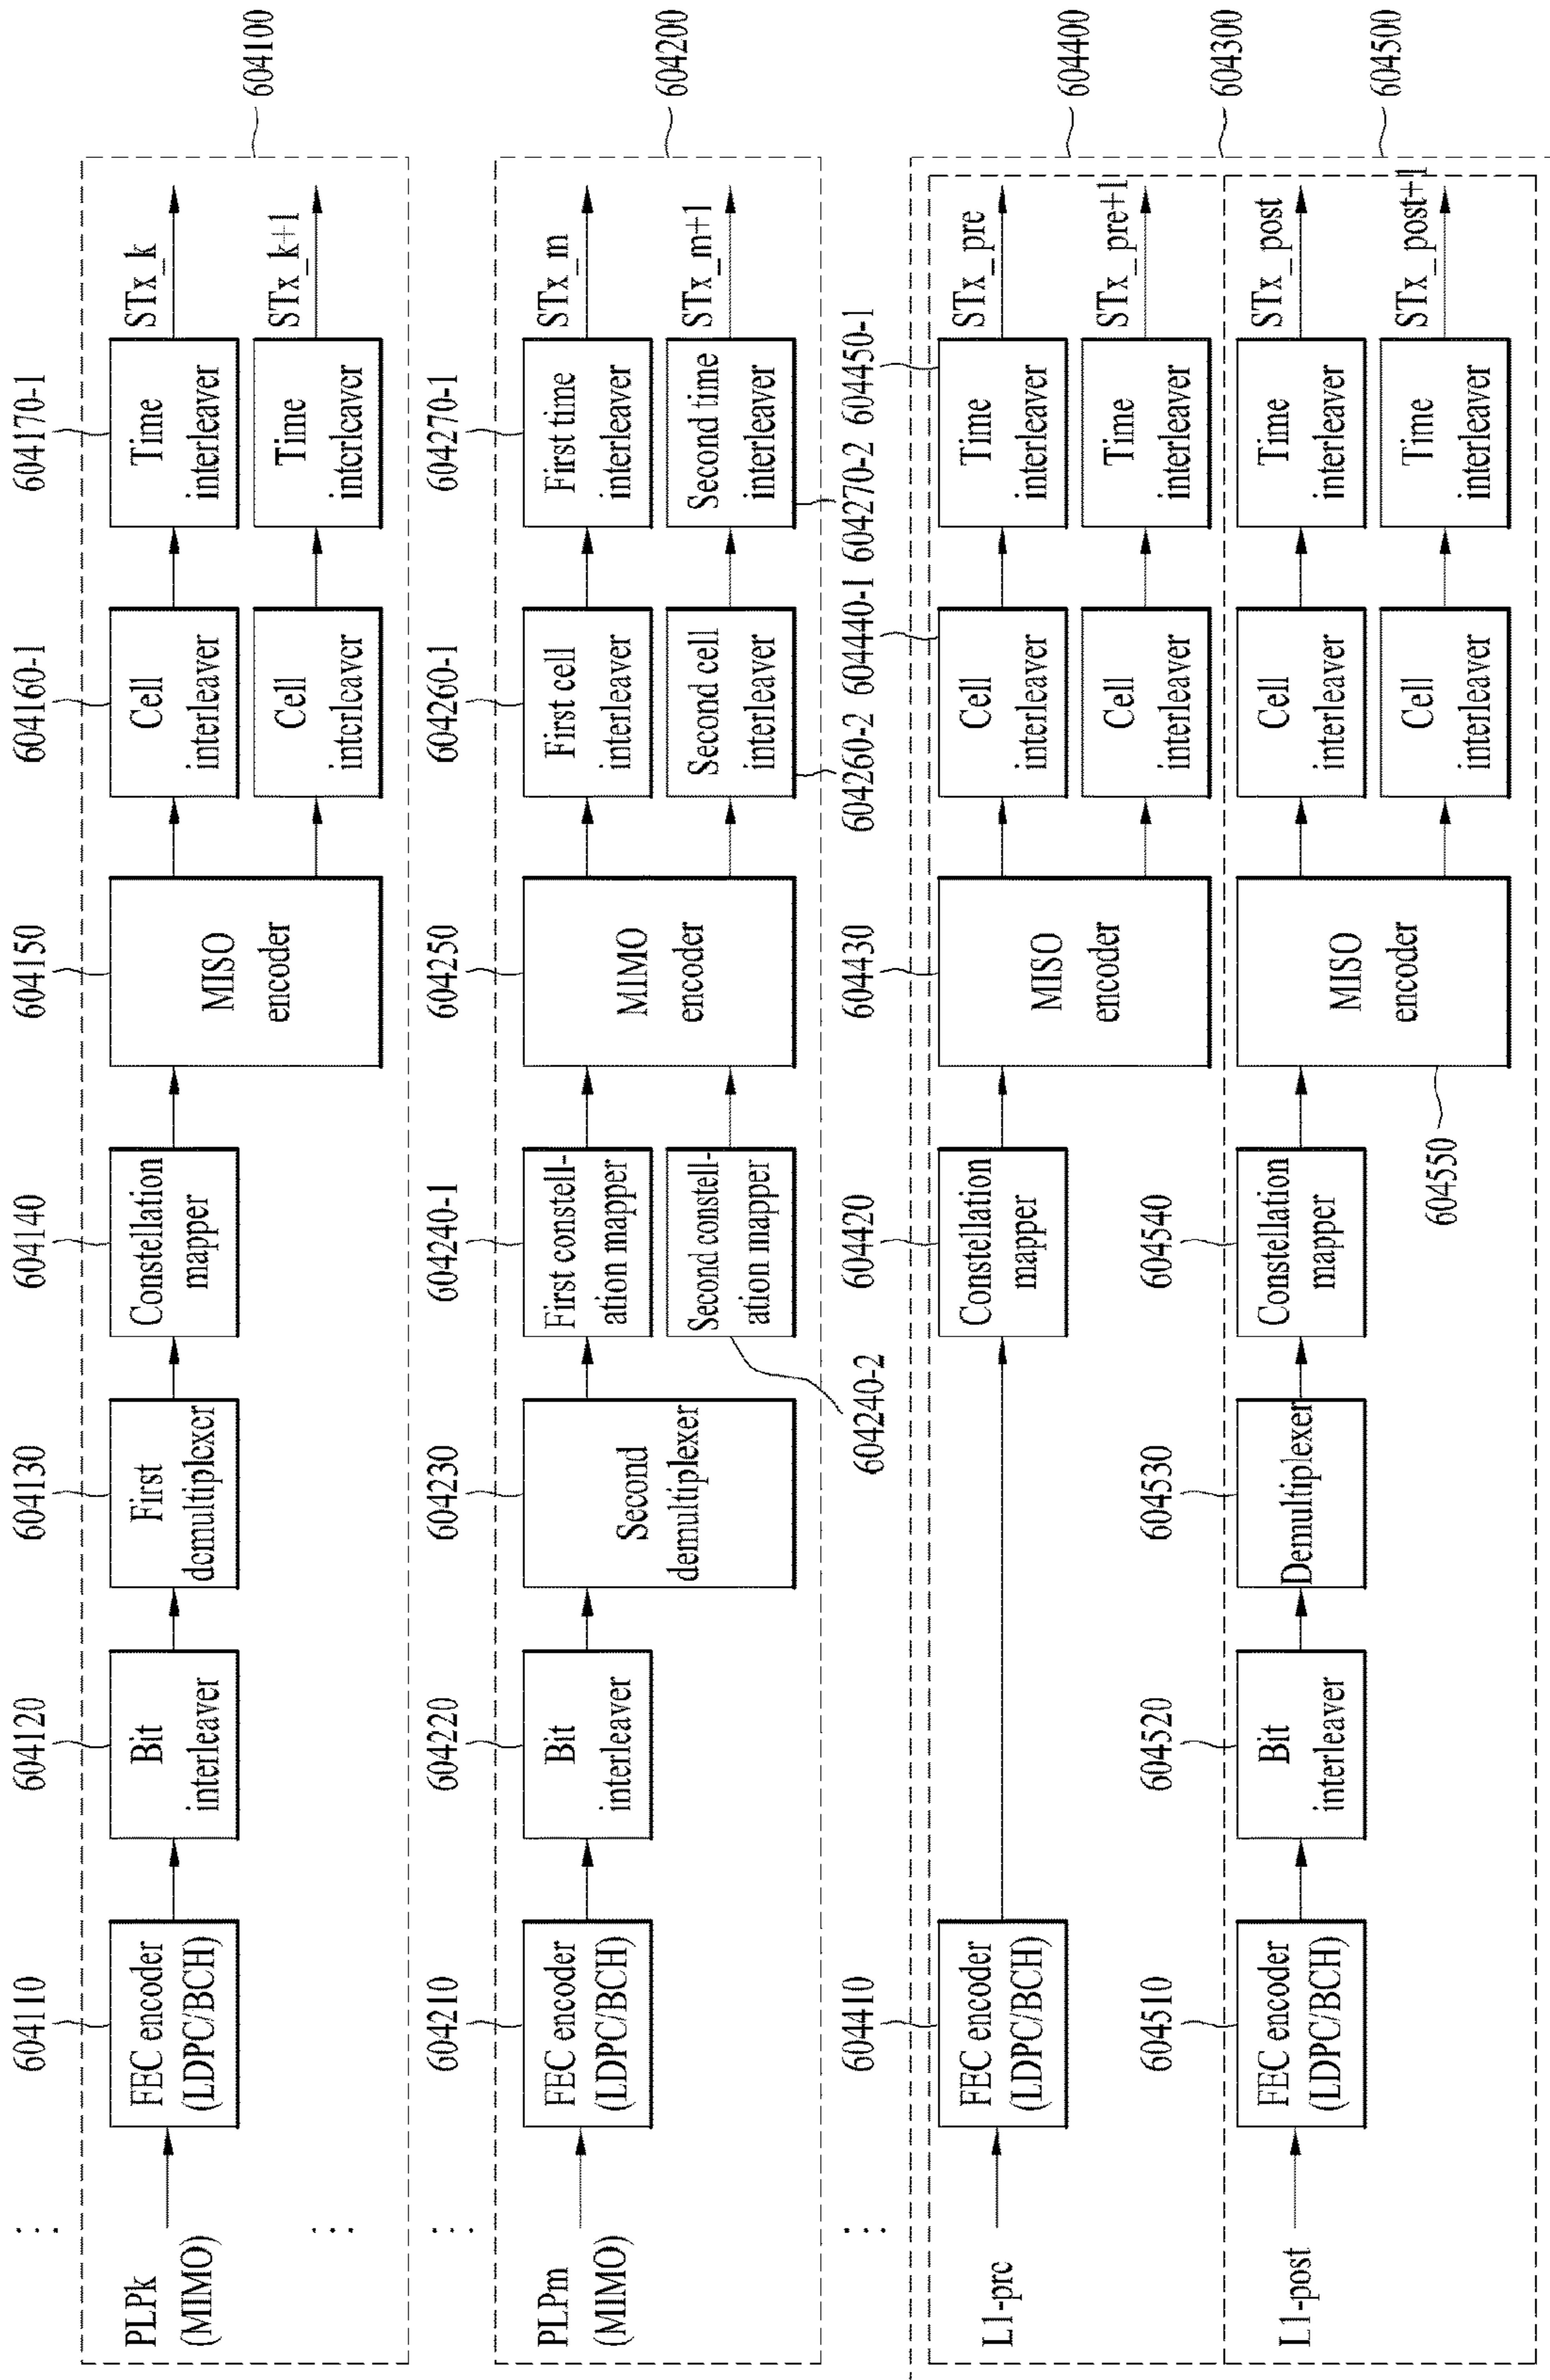 604110
604120
604130
604140
604150
604160-1
604170-1
PLPk
(MIMO)
FEC encoder
(LDPC/BCH)
Bit
interleaver
First
demultiplexer
Constellation
mapper
MISO
encoder
Cell
interleaver
Time
interleaver
STx_k
Cell
interleaver
Time
interleaver
STx_k+1
604100
604210
604220
604230
604240-1
604250
604260-1
604270-1
PLPm
(MIMO)
FEC encoder
(LDPC/BCH)
Bit
interleaver
Second
demultiplexer
First constell-
ation mapper
Second constell-
ation mapper
MIMO
encoder
First cell
interleaver
First time
interleaver
STx_m
Second cell
interleaver
Second time
interleaver
STx_m+1
604200
604240-2
604260-2
604270-2
604410
604420
604430
604440-1
604450-1
L1-pre
FEC encoder
(LDPC/BCH)
Constellation
mapper
MISO
encoder
Cell
interleaver
Time
interleaver
STx_pre
Cell
interleaver
Time
interleaver
STx_pre+1
604400
604300
604510
604520
604530
604540
L1-post
FEC encoder
(LDPC/BCH)
Bit
interleaver
Demultiplexer
Constellation
mapper
MISO
encoder
604550
Cell
interleaver
Time
interleaver
STx_post
Cell
interleaver
Time
interleaver
STx_post+1
604500